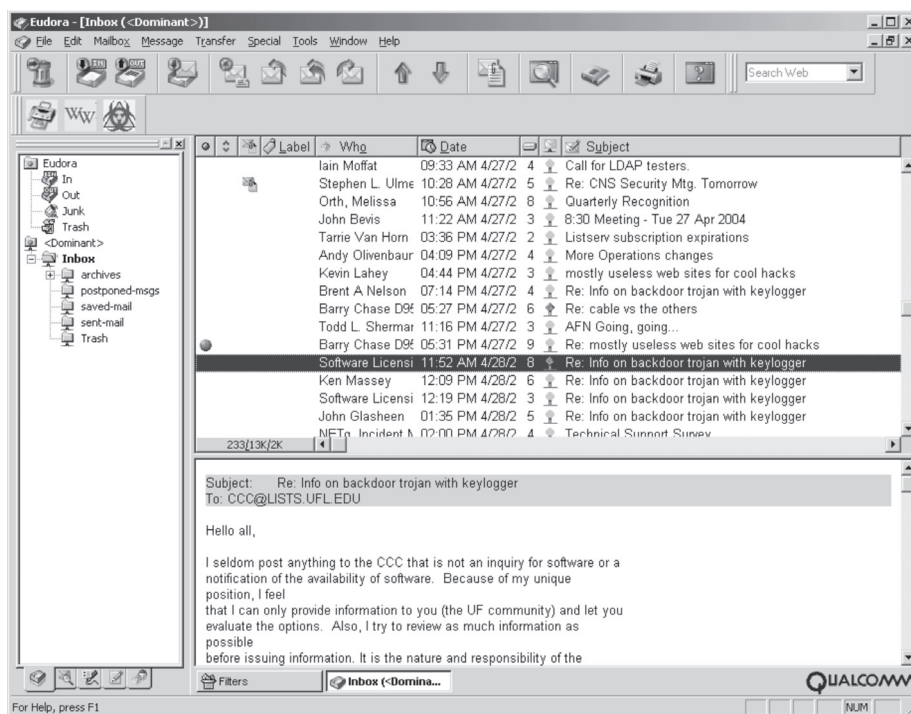 Eudora - [Inbox (<Dominant>)]
File Edit Mailbox Message Transfer Special Tools Window Help
IN OUT
Search Web
WW
Label Who Date Subject
Eudora
In
Out
Junk
Trash
<Dominant>
Inbox
archives
postponed-msgs
saved-mail
sent-mail
Trash
Iain Moffat 09:33 AM 4/27/2 4 Call for LDAP testers.
Stephen L. Ulme 10:28 AM 4/27/2 5 Re: CNS Security Mtg. Tomorrow
Orth, Melissa 10:56 AM 4/27/2 8 Quarterly Recognition
John Bevis 11:22 AM 4/27/2 3 8:30 Meeting - Tue 27 Apr 2004
Tarrie Van Horn 03:36 PM 4/27/2 2 Listserv subscription expirations
Andy Olivenbaur 04:09 PM 4/27/2 4 More Operations changes
Kevin Lahey 04:44 PM 4/27/2 3 mostly useless web sites for cool hacks
Brent A Nelson 07:14 PM 4/27/2 4 Re: Info on backdoor trojan with keylogger
Barry Chase D95 05:27 PM 4/27/2 6 Re: cable vs the others
Todd L. Shermar 11:16 PM 4/27/2 3 AFN Going, going...
Barry Chase D95 05:31 PM 4/27/2 9 Re: mostly useless web sites for cool hacks
Software Licensi 11:52 AM 4/28/2 8 Re: Info on backdoor trojan with keylogger
Ken Massey 12:09 PM 4/28/2 6 Re: Info on backdoor trojan with keylogger
Software Licensi 12:19 PM 4/28/2 3 Re: Info on backdoor trojan with keylogger
John Glasheen 01:35 PM 4/28/2 5 Re: Info on backdoor trojan with keylogger
NETg, Incident M 02:00 PM 4/28/2 4 Technical Support Survey
233/13K/2K
Subject: Re: Info on backdoor trojan with keylogger
To: CCC@LISTS.UFL.EDU
Hello all,
I seldom post anything to the CCC that is not an inquiry for software or a
notification of the availability of software. Because of my unique
position, I feel
that I can only provide information to you (the UF community) and let you
evaluate the options. Also, I try to review as much information as
possible
before issuing information. It is the nature and responsibility of the
Filters
Inbox (<Domina...
QUALCOMM
For Help, press F1
NUM